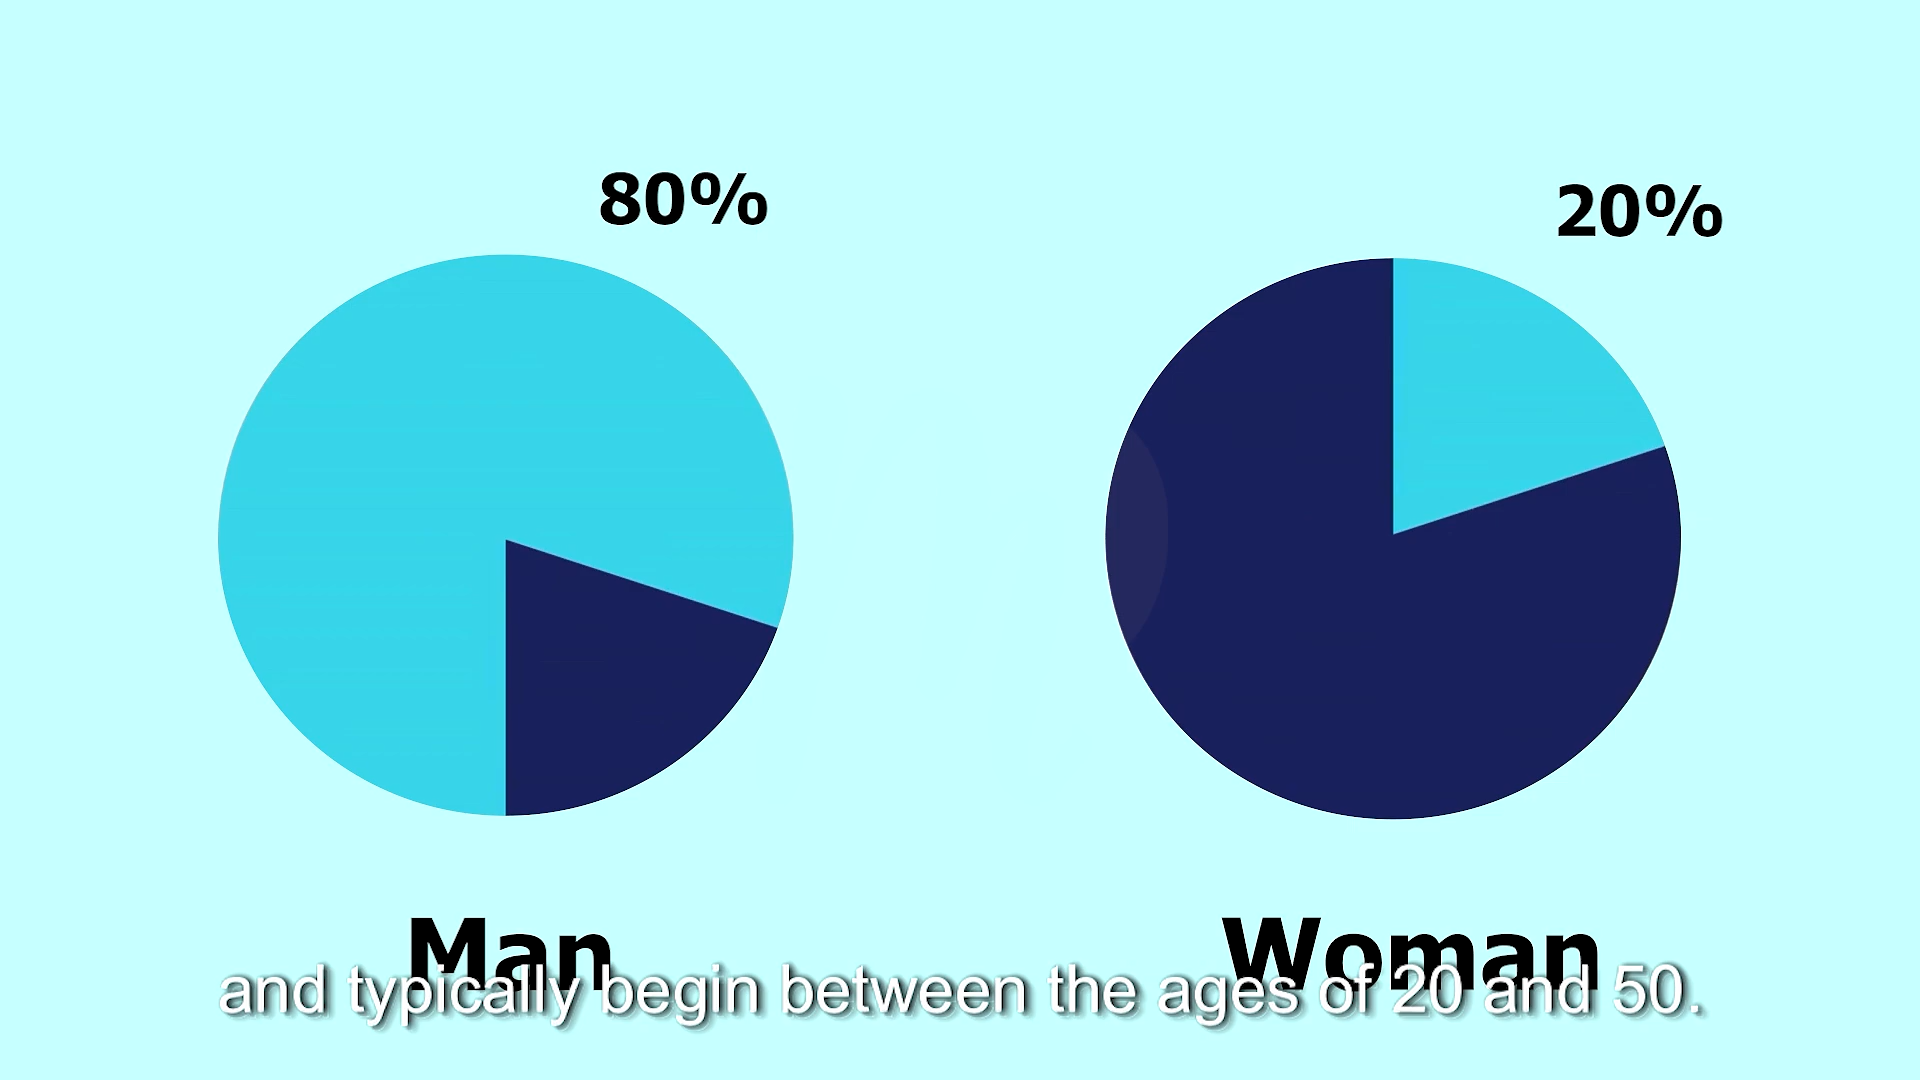 80%
20%
Man
Woman
and typically begin between the ages of 20 and 50.